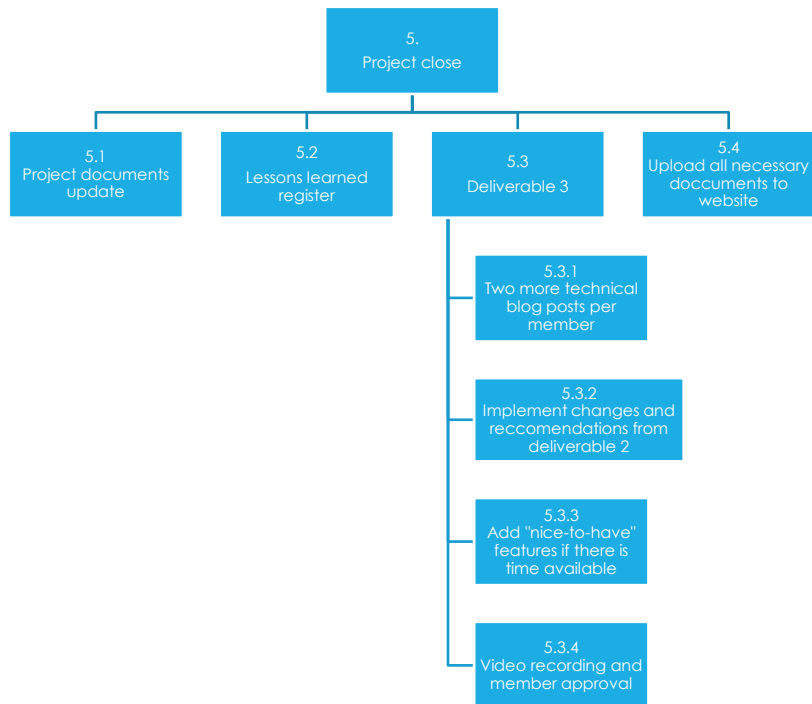 5.
Project close
5.1
Project documents
update
5.2
Lessons learned
register
5.3
Deliverable 3
5.4
Upload all necessary
doccuments to
website
5.3.1
Two more technical
blog posts per
member
5.3.2
Implement changes and
reccomendations from
deliverable 2
5.3.3
Add "nice-to-have"
features if there is
time available
5.3.4
Video recording and
member approval